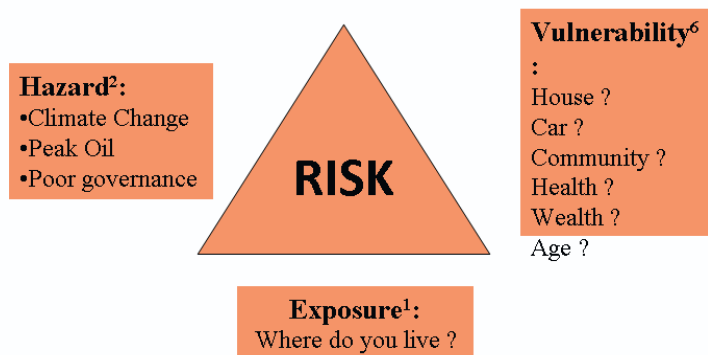 Hazard²:
•Climate Change
•Peak Oil
•Poor governance
RISK
Vulnerability⁶
:
House ?
Car ?
Community ?
Health ?
Wealth ?
Age ?
Exposure¹:
Where do you live ?